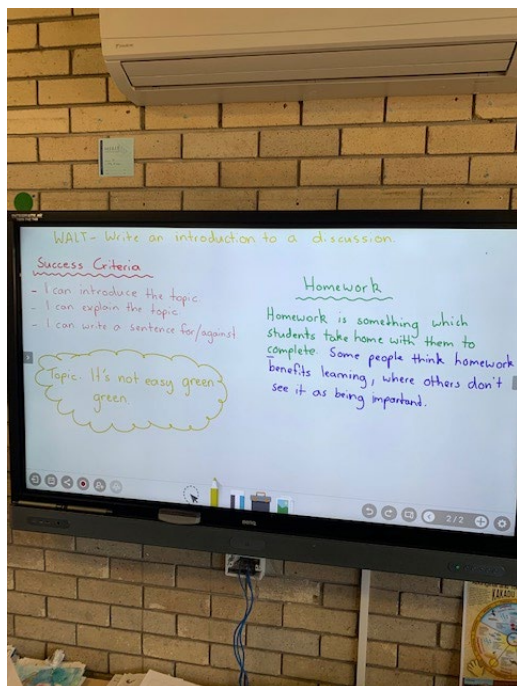 WALT - Write an introduction to a discussion.
Success Criteria
- I can introduce the topic.
- I can explain the topic
- I can write a sentence for/against
Topic. It's not easy green
green.
Homework
Homework is something which
students take home with them to
complete. Some people think homework
benefits learning, where others don't
see it as being important.
2/2
KAKADU